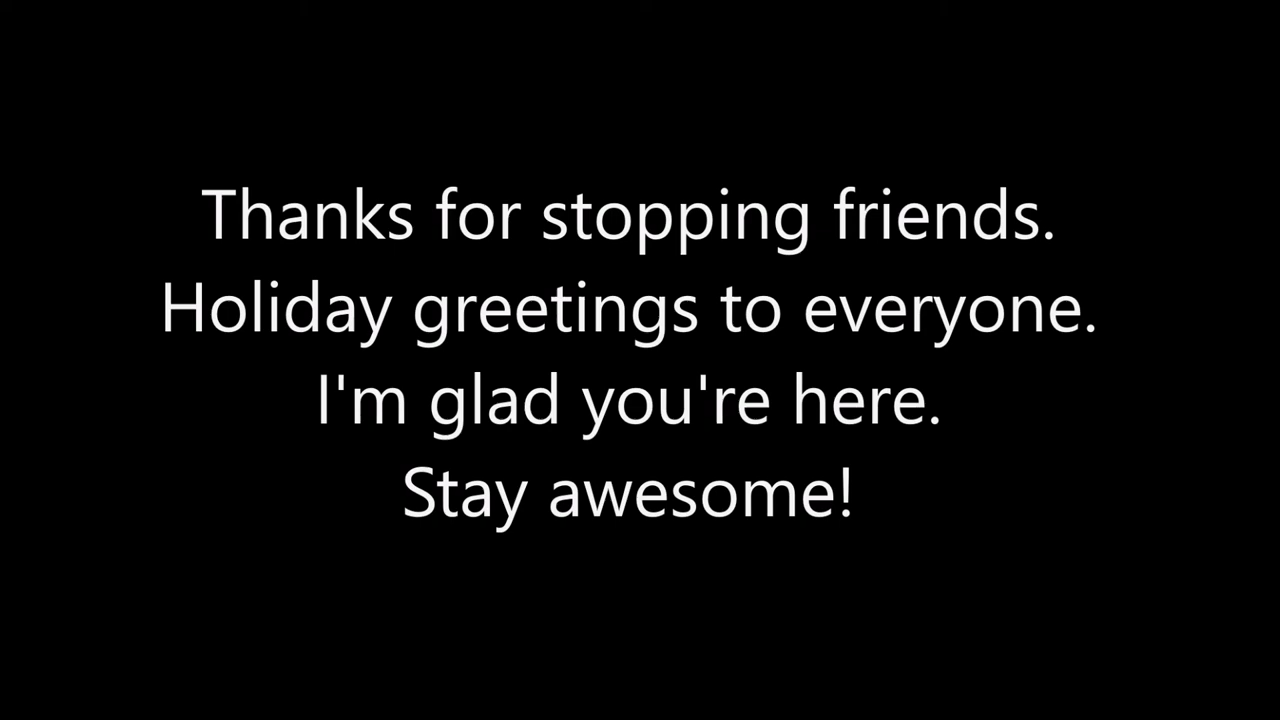 Thanks for stopping friends.
Holiday greetings to everyone.
I'm glad you're here.
Stay awesome!